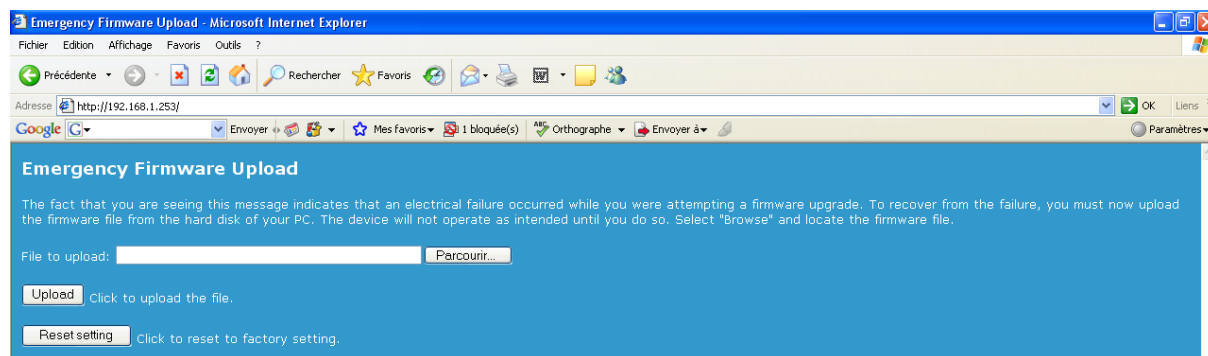 Emergency Firmware Upload - Microsoft Internet Explorer
Fichier Edition Affichage Favoris Outils ?
Précédente Rechercher Favoris
Adresse http://192.168.1.253/ OK Liens
Google G Envoyer Mes favoris 1 bloquée(s) ABC Orthographe Envoyer à Paramètres
Emergency Firmware Upload
The fact that you are seeing this message indicates that an electrical failure occurred while you were attempting a firmware upgrade. To recover from the failure, you must now upload
the firmware file from the hard disk of your PC. The device will not operate as intended until you do so. Select "Browse" and locate the firmware file.
File to upload: Parcourir...
Upload Click to upload the file.
Reset setting Click to reset to factory setting.